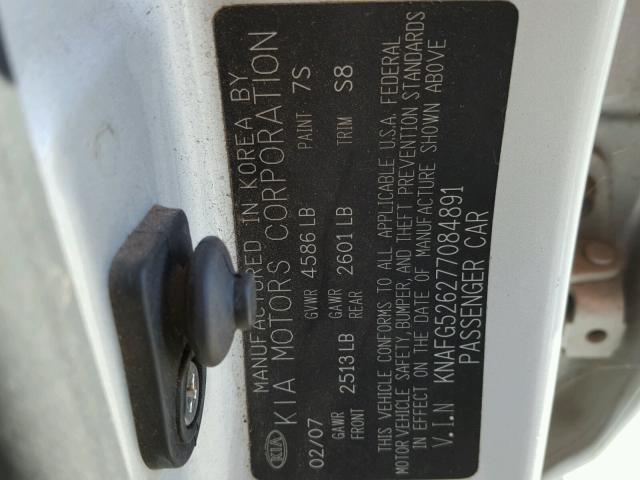 MANUFACTURED IN KOREA BY
KIA KIA MOTORS CORPORATION
02/07 GVWR 4586 LB PAINT 7S
GAWR FRONT 2513 LB GAWR REAR 2601 LB TRIM S8
THIS VEHICLE CONFORMS TO ALL APPLICABLE U.S.A. FEDERAL
MOTOR VEHICLE SAFETY, BUMPER, AND THEFT PREVENTION STANDARDS
IN EFFECT ON THE DATE OF MANUFACTURE SHOWN ABOVE
V.I.N KNAFG526277084891
PASSENGER CAR